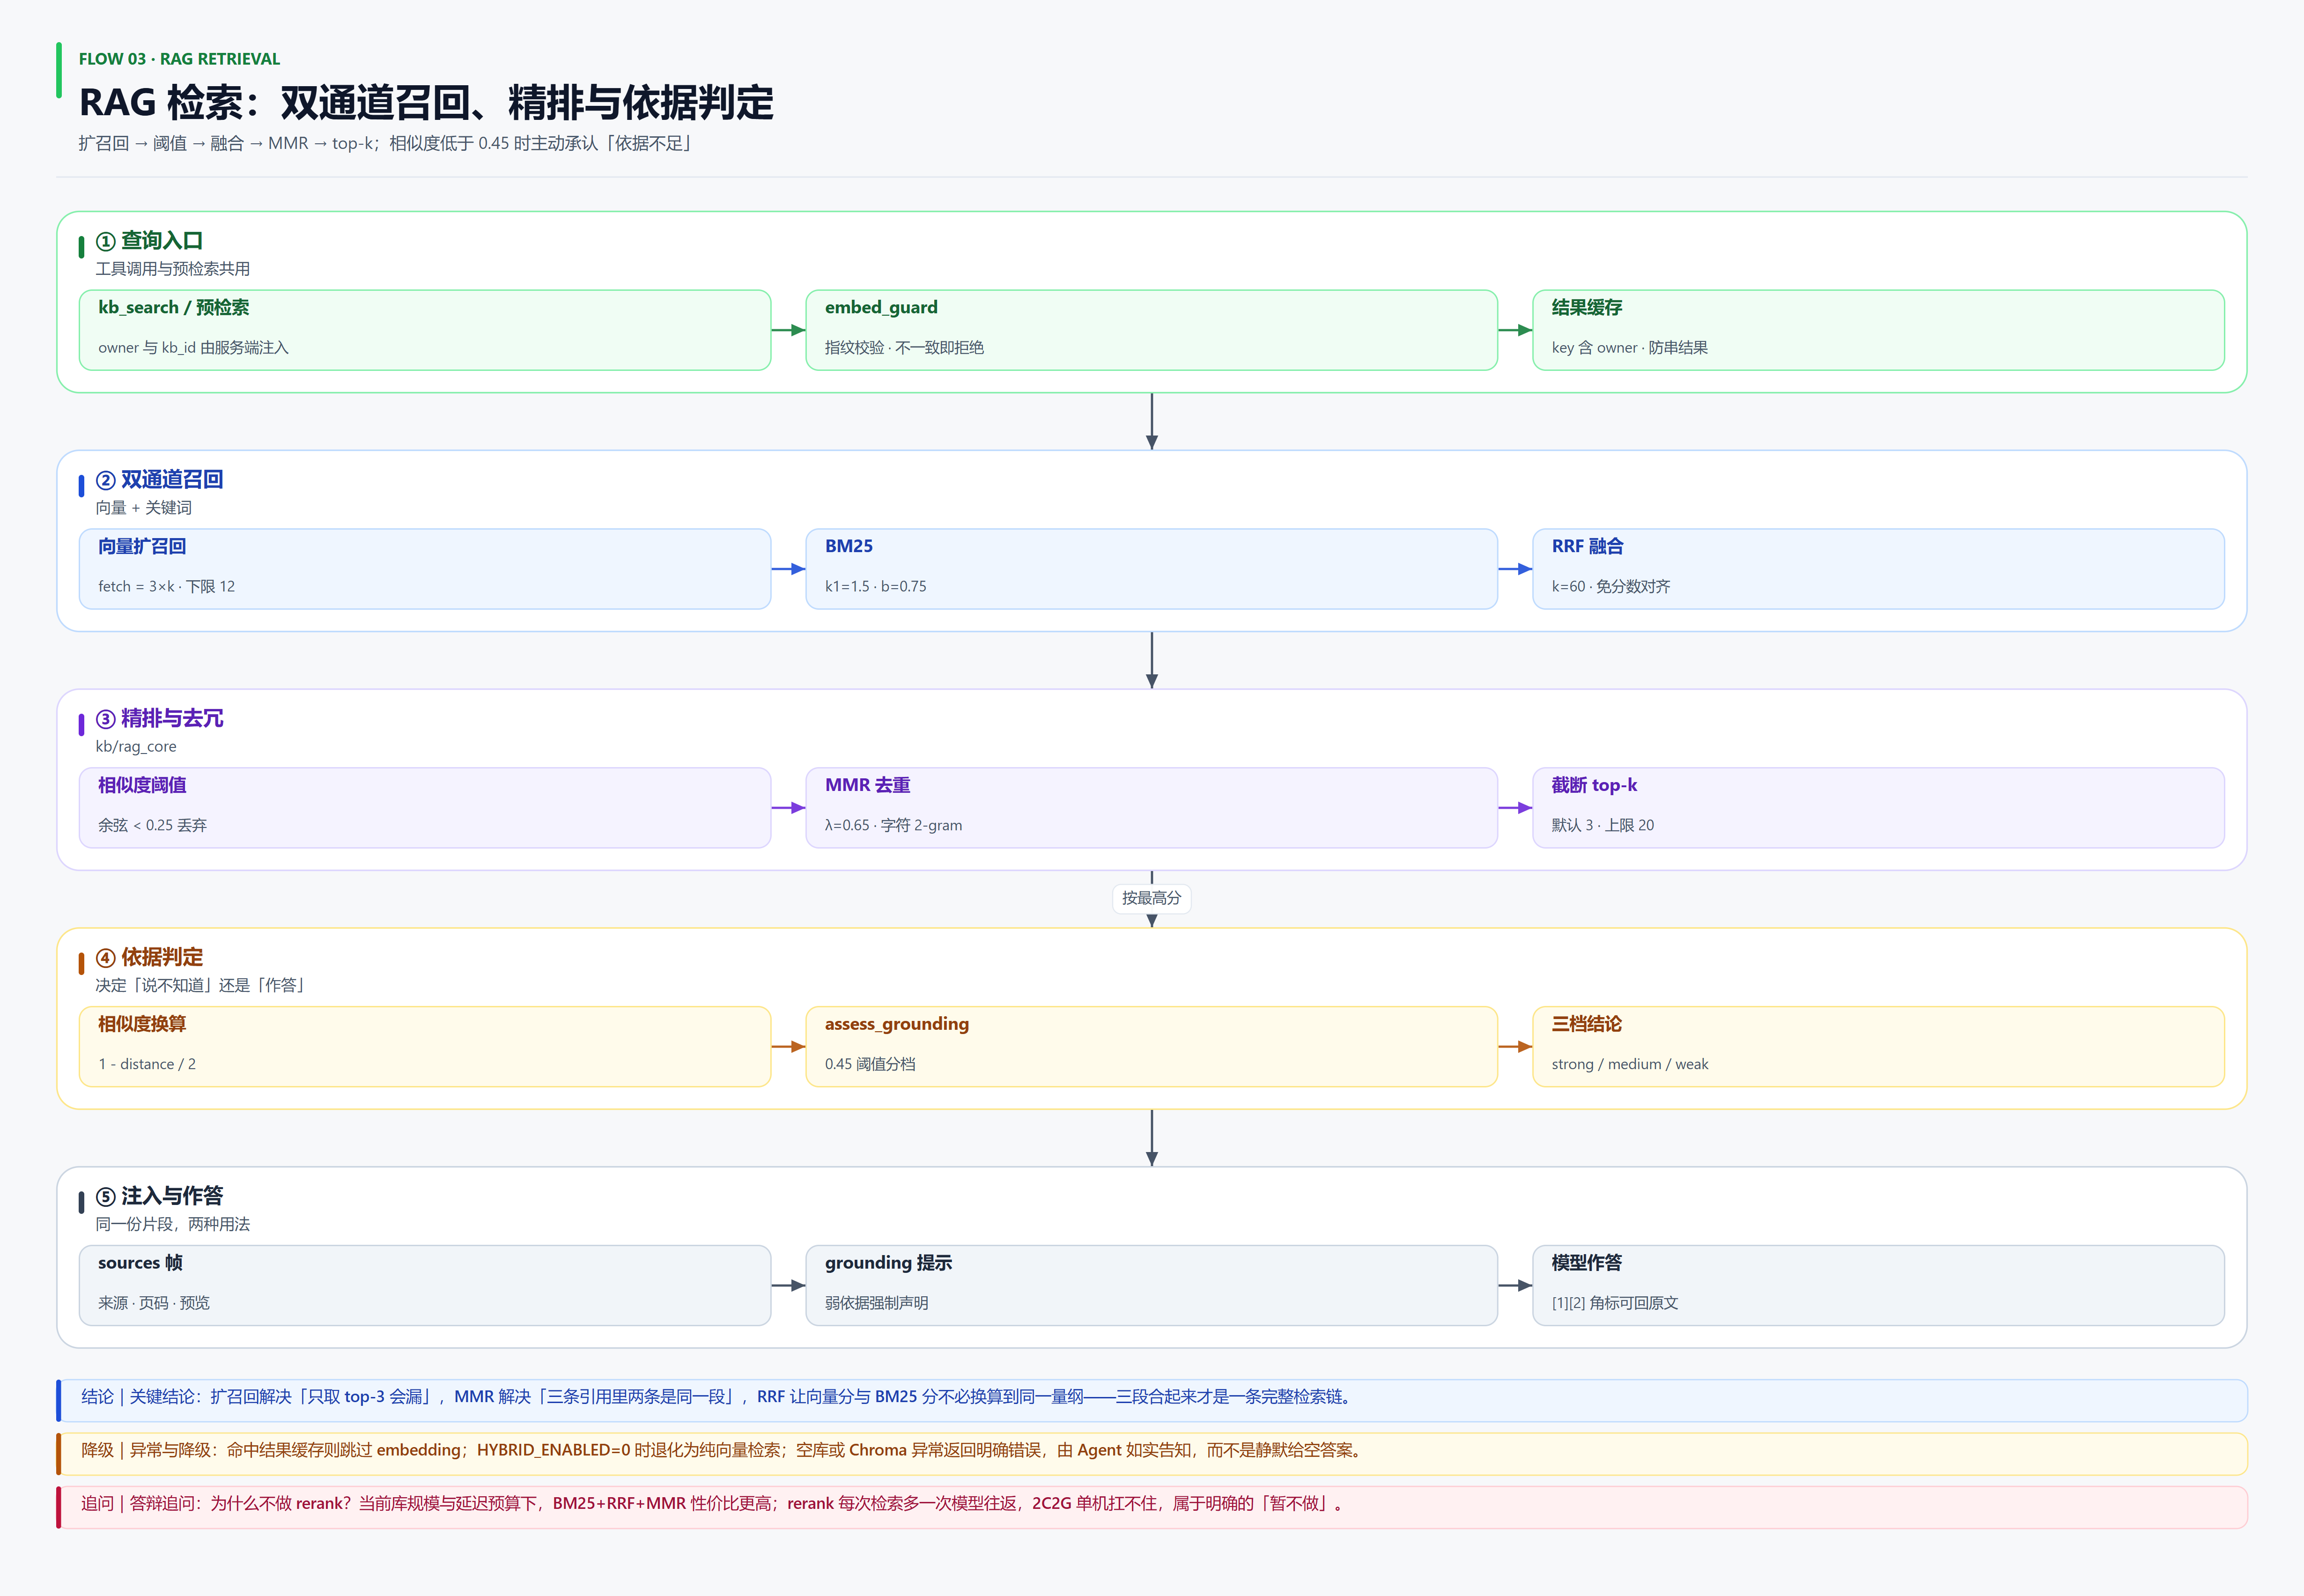 FLOW 03 · RAG RETRIEVAL
RAG 检索：双通道召回、精排与依据判定
扩召回 → 阈值 → 融合 → MMR → top-k；相似度低于 0.45 时主动承认「依据不足」
① 查询入口
工具调用与预检索共用
kb_search / 预检索
owner 与 kb_id 由服务端注入
embed_guard
指纹校验 · 不一致即拒绝
结果缓存
key 含 owner · 防串结果
② 双通道召回
向量 + 关键词
向量扩召回
fetch = 3×k · 下限 12
BM25
k1=1.5 · b=0.75
RRF 融合
k=60 · 免分数对齐
③ 精排与去冗
kb/rag_core
相似度阈值
余弦 < 0.25 丢弃
MMR 去重
λ=0.65 · 字符 2-gram
截断 top-k
默认 3 · 上限 20
按最高分
④ 依据判定
决定「说不知道」还是「作答」
相似度换算
1 - distance / 2
assess_grounding
0.45 阈值分档
三档结论
strong / medium / weak
⑤ 注入与作答
同一份片段，两种用法
sources 帧
来源 · 页码 · 预览
grounding 提示
弱依据强制声明
模型作答
[1][2] 角标可回原文
结论｜关键结论：扩召回解决「只取 top-3 会漏」，MMR 解决「三条引用里两条是同一段」，RRF 让向量分与 BM25 分不必换算到同一量纲——三段合起来才是一条完整检索链。
降级｜异常与降级：命中结果缓存则跳过 embedding；HYBRID_ENABLED=0 时退化为纯向量检索；空库或 Chroma 异常返回明确错误，由 Agent 如实告知，而不是静默给空答案。
追问｜答辩追问：为什么不做 rerank？当前库规模与延迟预算下，BM25+RRF+MMR 性价比更高；rerank 每次检索多一次模型往返，2C2G 单机扛不住，属于明确的「暂不做」。